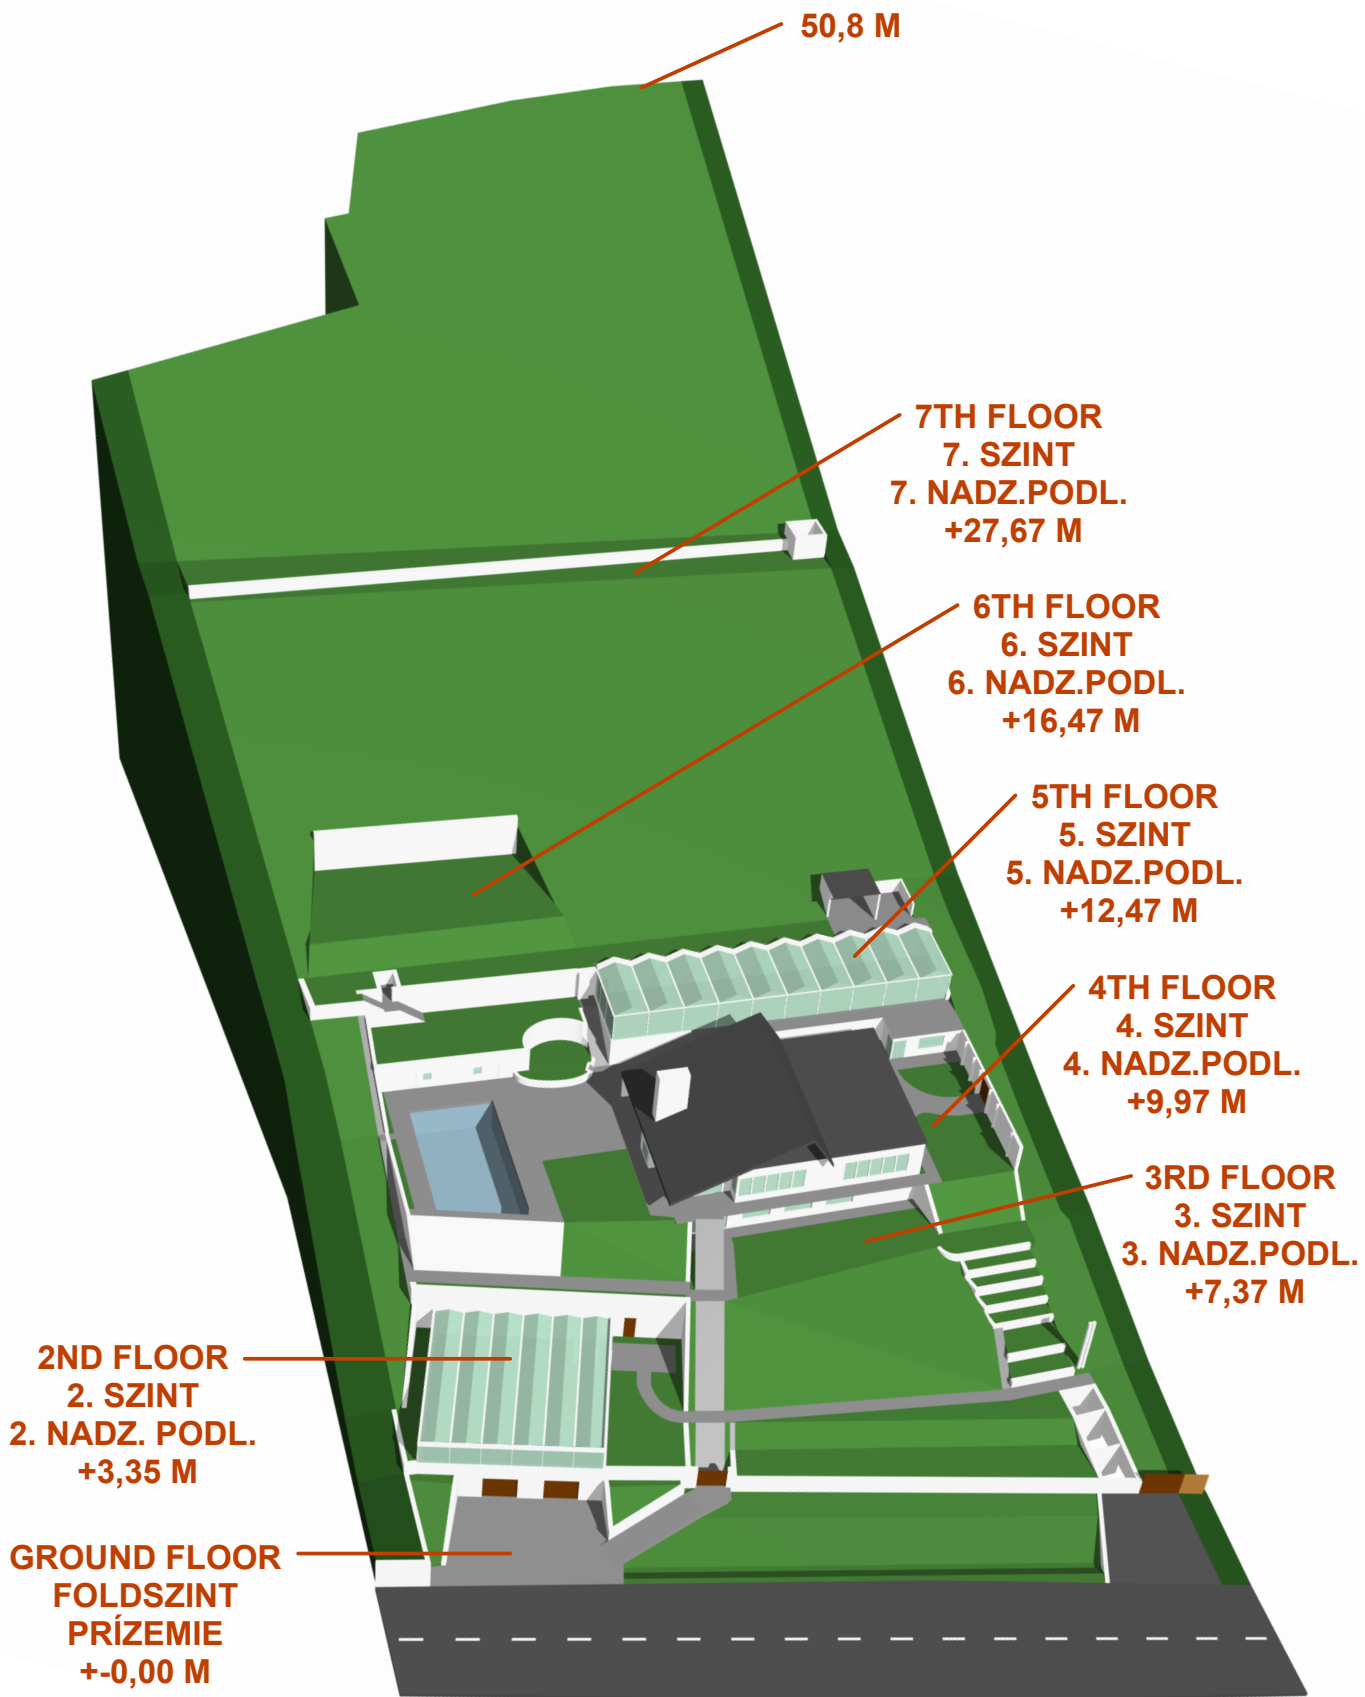 50,8 M
7TH FLOOR
7. SZINT
7. NADZ.PODL.
+27,67 M
6TH FLOOR
6. SZINT
6. NADZ.PODL.
+16,47 M
5TH FLOOR
5. SZINT
5. NADZ.PODL.
+12,47 M
4TH FLOOR
4. SZINT
4. NADZ.PODL.
+9,97 M
3RD FLOOR
3. SZINT
3. NADZ.PODL.
+7,37 M
2ND FLOOR
2. SZINT
2. NADZ. PODL.
+3,35 M
GROUND FLOOR
FOLDSZINT
PRÍZEMIE
+-0,00 M